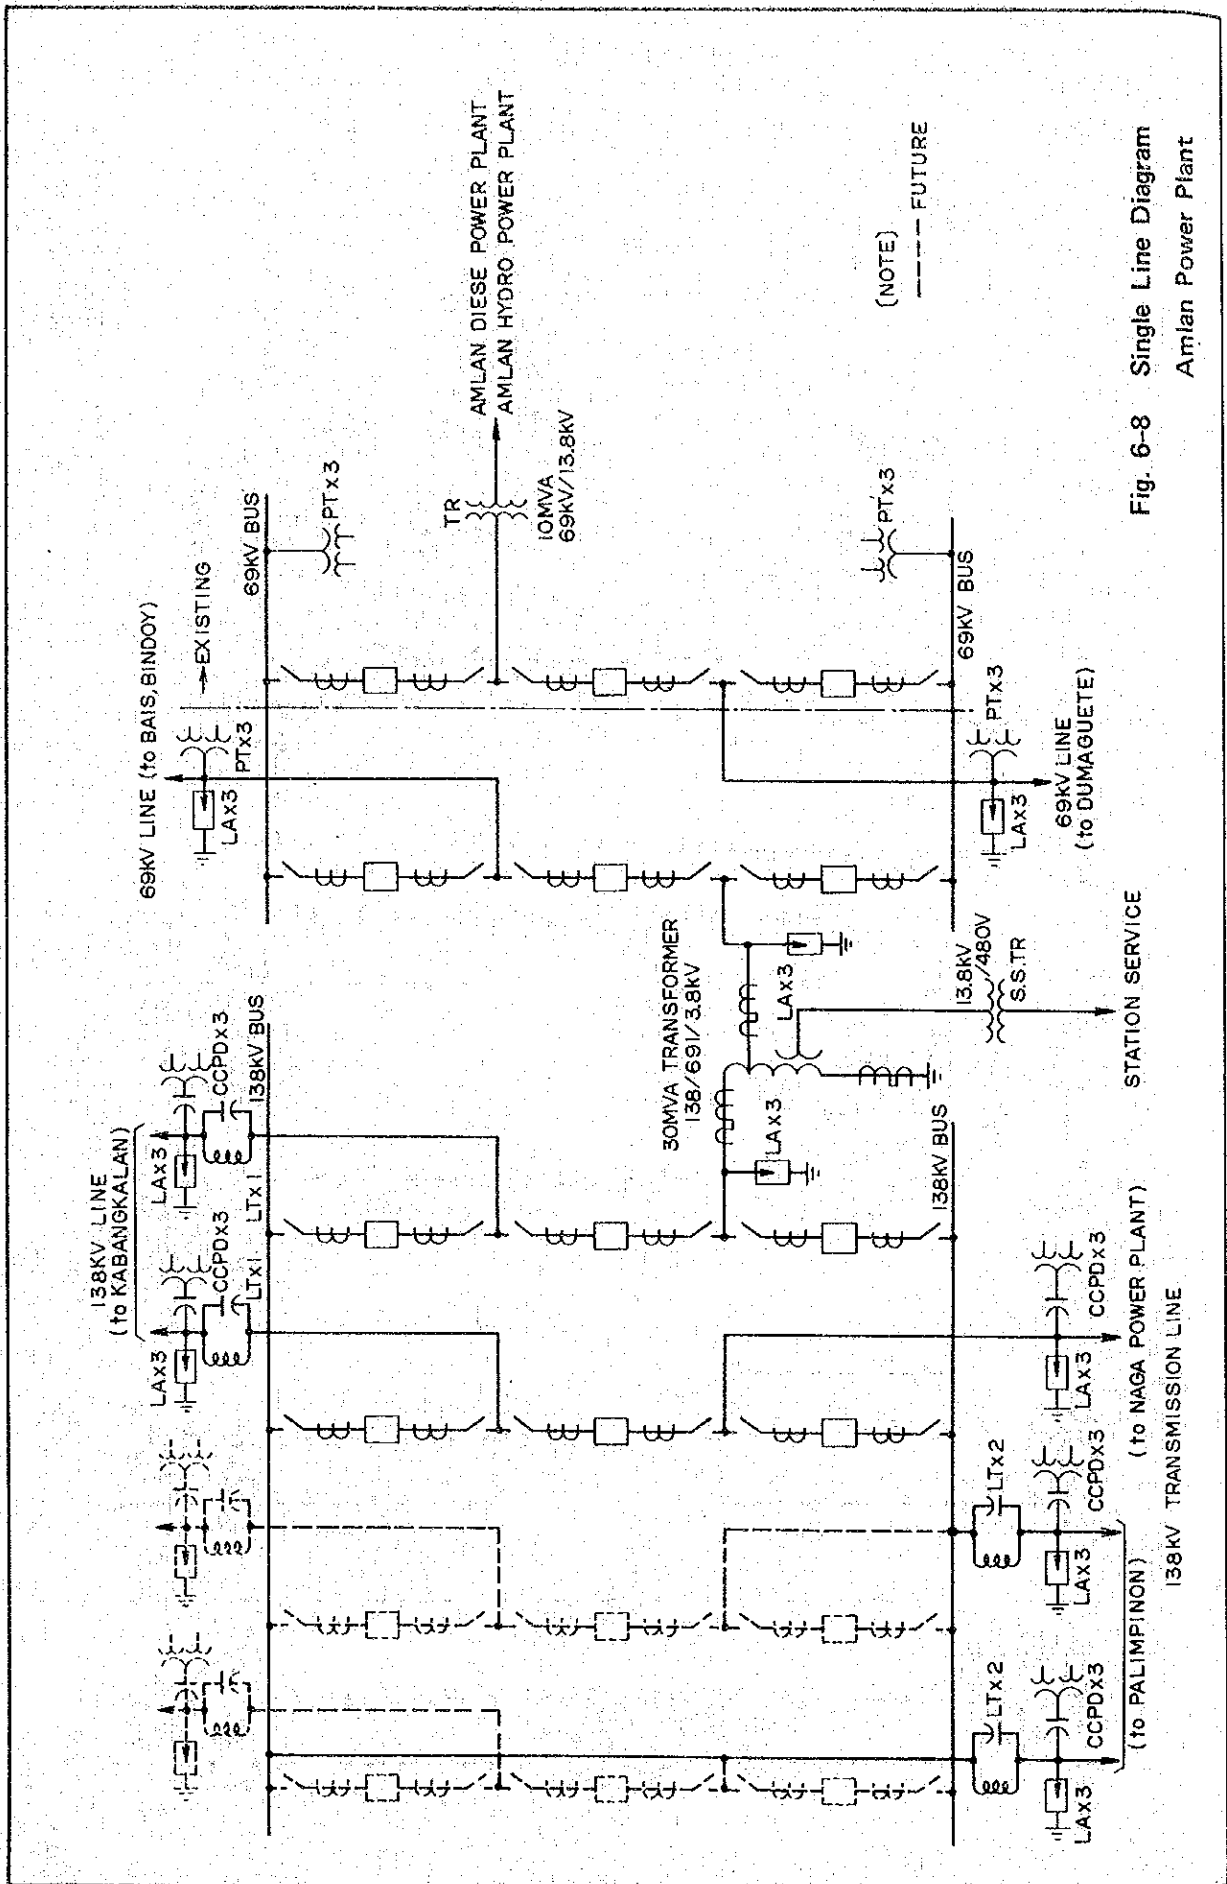 138KV LINE
(to KABANGKALAN)
LAx3
CCPDx3
LTx1
LAx3
CCPDx3
LTx1
138KV BUS
69KV LINE (to BAIS, BINDOY)
LAx3
PTx3
EXISTING
69KV BUS
PTx3
TR
10MVA
69KV/13.8KV
AMLAN DIESE POWER PLANT
AMLAN HYDRO POWER PLANT
30MVA TRANSFORMER
138/691/3.8KV
LAx3
LAx3
13.8KV
/480V
S.S.TR
STATION SERVICE
138KV BUS
69KV BUS
PTx3
LAx3
PTx3
69KV LINE
(to DUMAGUETE)
LTx2
LAx3
CCPDx3
LTx2
LAx3
CCPDx3
(to PALIMPINON)
LAx3
CCPDx3
(to NAGA POWER PLANT)
138KV TRANSMISSION LINE
(NOTE)
---- FUTURE
Fig. 6-8 Single Line Diagram
Amlan Power Plant